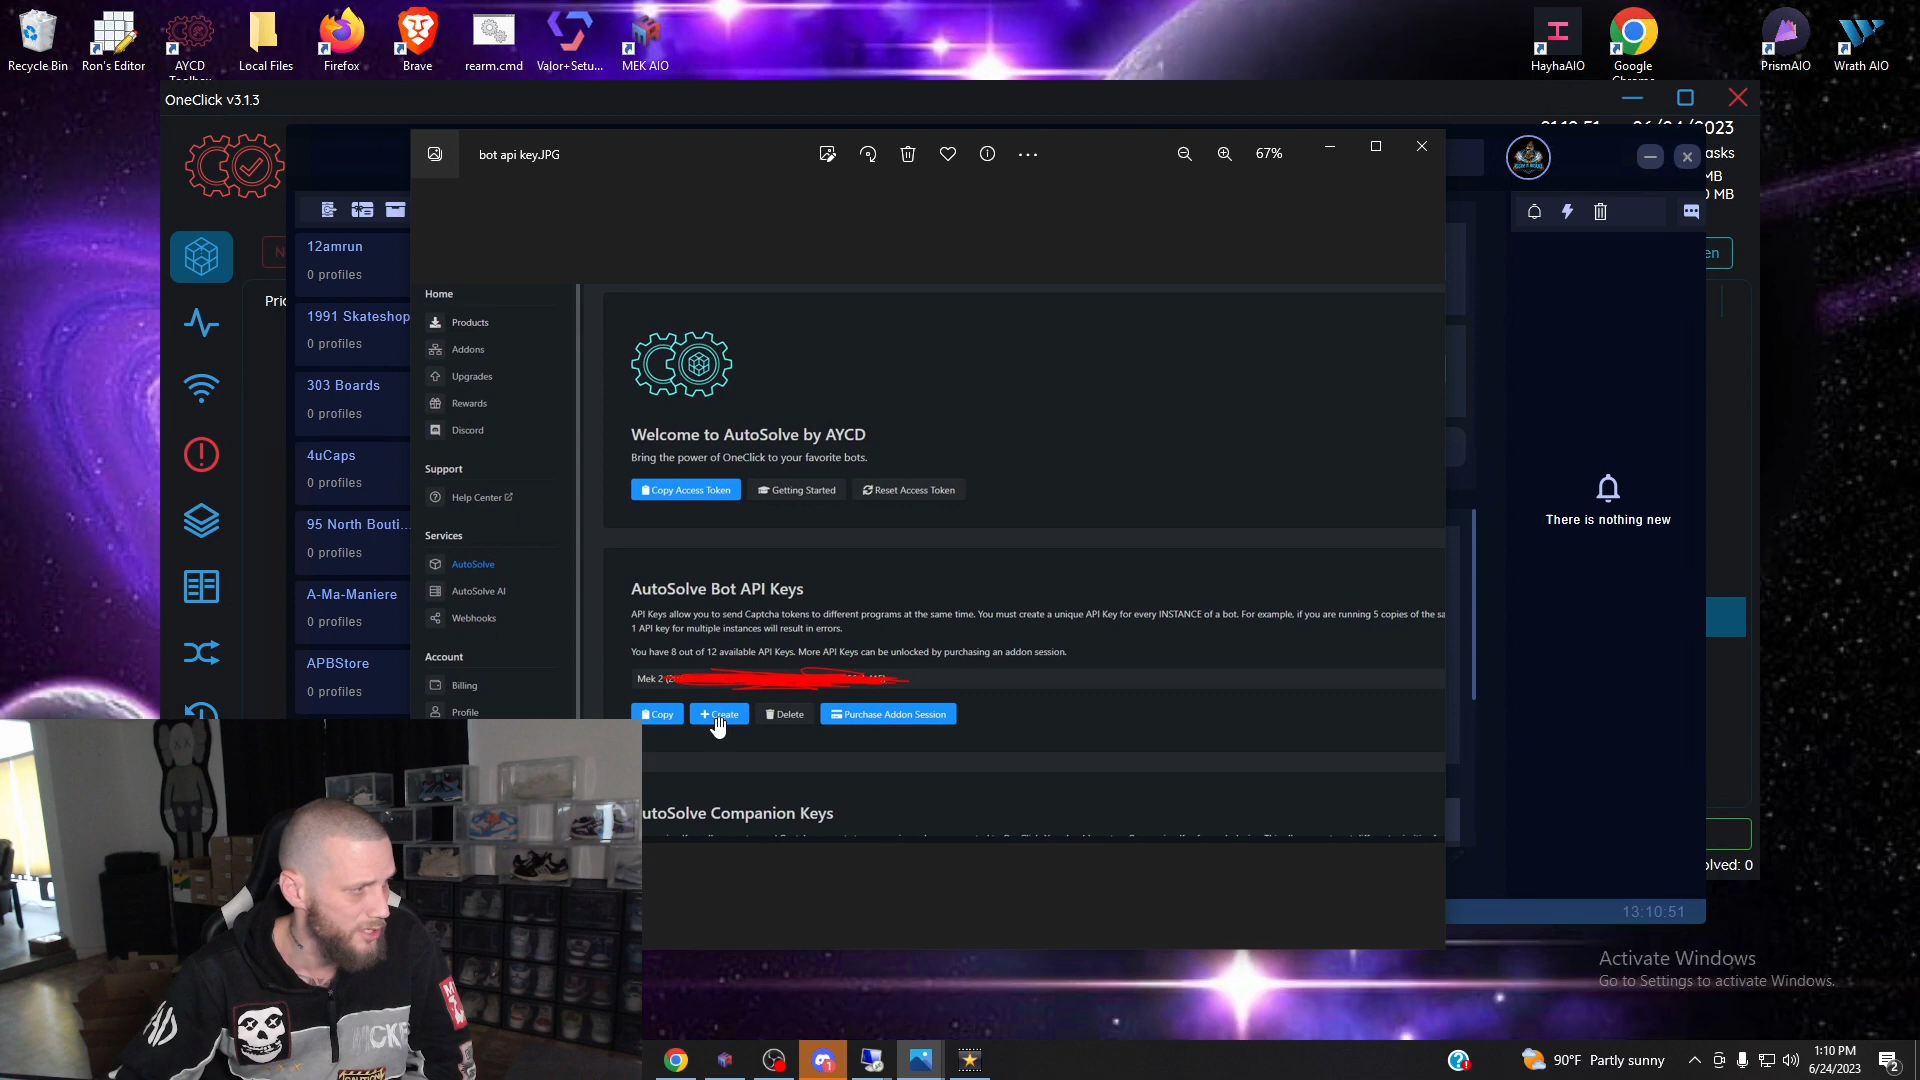 Recycle Bin
Ron's Editor
AYCD
Toolbox
Local Files
Firefox
Brave
rearm.cmd
Valor+Setu...
MEK AIO
HayhaAIO
Google
Chrome
PrismAIO
Wrath AIO
OneClick v3.1.3
06/24/2023
bot api key.JPG
67%
asks
MB
0 MB
12amrun
0 profiles
1991 Skateshop
0 profiles
303 Boards
0 profiles
4uCaps
0 profiles
95 North Bouti...
0 profiles
A-Ma-Maniere
0 profiles
APBStore
0 profiles
Home
Products
Addons
Upgrades
Rewards
Discord
Support
Help Center
Services
AutoSolve
AutoSolve AI
Webhooks
Account
Billing
Profile
Welcome to AutoSolve by AYCD
Bring the power of OneClick to your favorite bots.
Copy Access Token
Getting Started
Reset Access Token
AutoSolve Bot API Keys
API Keys allow you to send Captcha tokens to different programs at the same time. You must create a unique API Key for every INSTANCE of a bot. For example, if you are running 5 copies of the sa
1 API key for multiple instances will result in errors.
You have 8 out of 12 available API Keys. More API Keys can be unlocked by purchasing an addon session.
Mek 2
Copy
Create
Delete
Purchase Addon Session
utoSolve Companion Keys
en
There is nothing new
olved: 0
13:10:51
Activate Windows
Go to Settings to activate Windows.
90°F Partly sunny
1:10 PM
6/24/2023
2